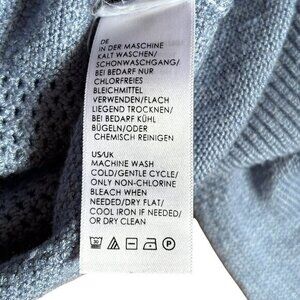 DE
IN DER MASCHINE
KALT WASCHEN/
SCHONWASCHGANG/
BEI BEDARF NUR
CHLORFREIES
BLEICHMITTEL
VERWENDEN/FLACH
LIEGEND TROCKNEN/
BEI BEDARF KÜHL
BÜGELN/ODER
CHEMISCH REINIGEN
US/UK
MACHINE WASH
COLD/GENTLE CYCLE/
ONLY NON-CHLORINE
BLEACH WHEN
NEEDED/DRY FLAT/
COOL IRON IF NEEDED/
OR DRY CLEAN
30 P